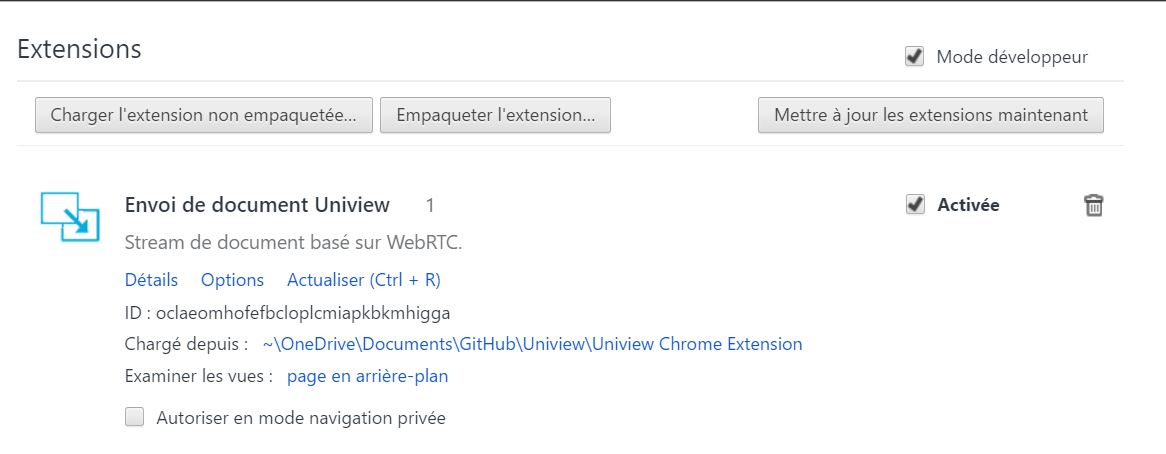 Extensions
Mode développeur
Charger l'extension non empaquetée... Empaqueter l'extension... Mettre à jour les extensions maintenant
Envoi de document Uniview 1 Activée
Stream de document basé sur WebRTC.
Détails Options Actualiser (Ctrl + R)
ID : oclaeomhofefbcloplcmiapkbkmhigga
Chargé depuis : ~\OneDrive\Documents\GitHub\Uniview\Uniview Chrome Extension
Examiner les vues : page en arrière-plan
Autoriser en mode navigation privée